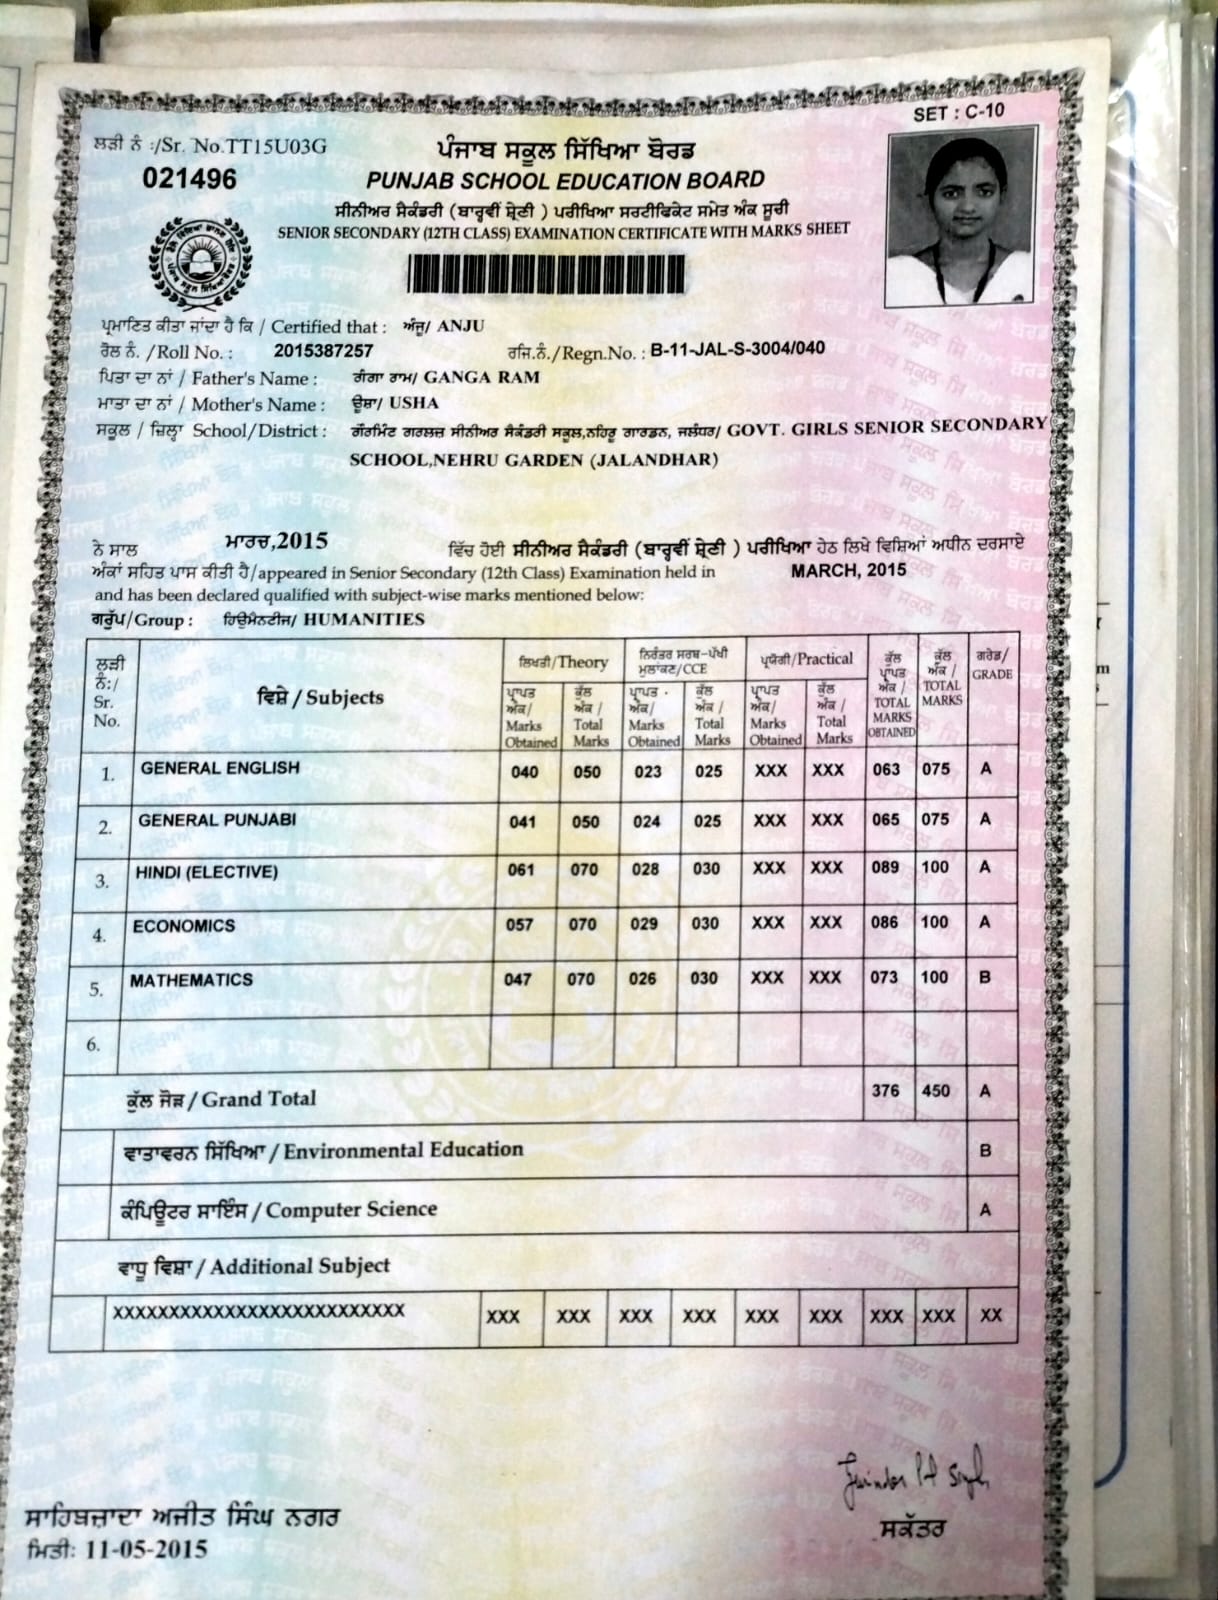 SET : C-10
ਲੜੀ ਨੰ :/Sr. No.TT15U03G
021496
ਪੰਜਾਬ ਸਕੂਲ ਸਿੱਖਿਆ ਬੋਰਡ
PUNJAB SCHOOL EDUCATION BOARD
ਸੀਨੀਅਰ ਸੈਕੰਡਰੀ (ਬਾਰ੍ਹਵੀਂ ਸ਼੍ਰੇਣੀ ) ਪਰੀਖਿਆ ਸਰਟੀਫਿਕੇਟ ਸਮੇਤ ਅੰਕ ਸੂਚੀ
SENIOR SECONDARY (12TH CLASS) EXAMINATION CERTIFICATE WITH MARKS SHEET
ਪ੍ਰਮਾਣਿਤ ਕੀਤਾ ਜਾਂਦਾ ਹੈ ਕਿ / Certified that : ਅੰਜੂ/ ANJU
ਰੋਲ ਨੰ. /Roll No. : 2015387257 ਰਜਿ.ਨੰ./Regn.No. : B-11-JAL-S-3004/040
ਪਿਤਾ ਦਾ ਨਾਂ / Father's Name : ਗੰਗਾ ਰਾਮ/ GANGA RAM
ਮਾਤਾ ਦਾ ਨਾਂ / Mother's Name : ਊਸ਼ਾ/ USHA
ਸਕੂਲ / ਜ਼ਿਲ੍ਹਾ School/District : ਗੌਰਮਿੰਟ ਗਰਲਜ਼ ਸੀਨੀਅਰ ਸੈਕੰਡਰੀ ਸਕੂਲ,ਨਹਿਰੂ ਗਾਰਡਨ, ਜਲੰਧਰ/ GOVT. GIRLS SENIOR SECONDARY
SCHOOL,NEHRU GARDEN (JALANDHAR)
ਨੇ ਸਾਲ ਮਾਰਚ,2015 ਵਿੱਚ ਹੋਈ ਸੀਨੀਅਰ ਸੈਕੰਡਰੀ (ਬਾਰ੍ਹਵੀਂ ਸ਼੍ਰੇਣੀ ) ਪਰੀਖਿਆ ਹੇਠ ਲਿਖੇ ਵਿਸ਼ਿਆਂ ਅਧੀਨ ਦਰਸਾਏ
ਅੰਕਾਂ ਸਹਿਤ ਪਾਸ ਕੀਤੀ ਹੈ/appeared in Senior Secondary (12th Class) Examination held in MARCH, 2015
and has been declared qualified with subject-wise marks mentioned below:
ਗਰੁੱਪ/Group : ਹਿਊਮੈਨਟੀਜ਼/ HUMANITIES
ਲੜੀ ਨੰ:/ Sr. No. ਵਿਸ਼ੇ / Subjects ਲਿਖਤੀ/Theory ਨਿਰੰਤਰ ਸਰਬ-ਪੱਖੀ ਮੁਲਾਂਕਣ/CCE ਪ੍ਰਯੋਗੀ/Practical ਕੁੱਲ ਪ੍ਰਾਪਤ ਅੰਕ / TOTAL MARKS OBTAINED ਕੁੱਲ ਅੰਕ / TOTAL MARKS ਗਰੇਡ/ GRADE
ਪ੍ਰਾਪਤ ਅੰਕ/ Marks Obtained ਕੁੱਲ ਅੰਕ / Total Marks ਪ੍ਰਾਪਤ ਅੰਕ/ Marks Obtained ਕੁੱਲ ਅੰਕ / Total Marks ਪ੍ਰਾਪਤ ਅੰਕ/ Marks Obtained ਕੁੱਲ ਅੰਕ / Total Marks
1. GENERAL ENGLISH 040 050 023 025 XXX XXX 063 075 A
2. GENERAL PUNJABI 041 050 024 025 XXX XXX 065 075 A
3. HINDI (ELECTIVE) 061 070 028 030 XXX XXX 089 100 A
4. ECONOMICS 057 070 029 030 XXX XXX 086 100 A
5. MATHEMATICS 047 070 026 030 XXX XXX 073 100 B
6.
ਕੁੱਲ ਜੋੜ / Grand Total 376 450 A
ਵਾਤਾਵਰਨ ਸਿੱਖਿਆ / Environmental Education B
ਕੰਪਿਊਟਰ ਸਾਇੰਸ / Computer Science A
ਵਾਧੂ ਵਿਸ਼ਾ / Additional Subject
XXXXXXXXXXXXXXXXXXXXXXXXXX XXX XXX XXX XXX XXX XXX XXX XXX XX
ਸਾਹਿਬਜ਼ਾਦਾ ਅਜੀਤ ਸਿੰਘ ਨਗਰ
ਸਕੱਤਰ
ਮਿਤੀ: 11-05-2015